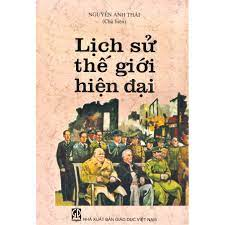 NGUYỄN ANH THÁI
(Chủ biên)
Lịch sử
thế giới
hiện đại
NHÀ XUẤT BẢN GIÁO DỤC VIỆT NAM